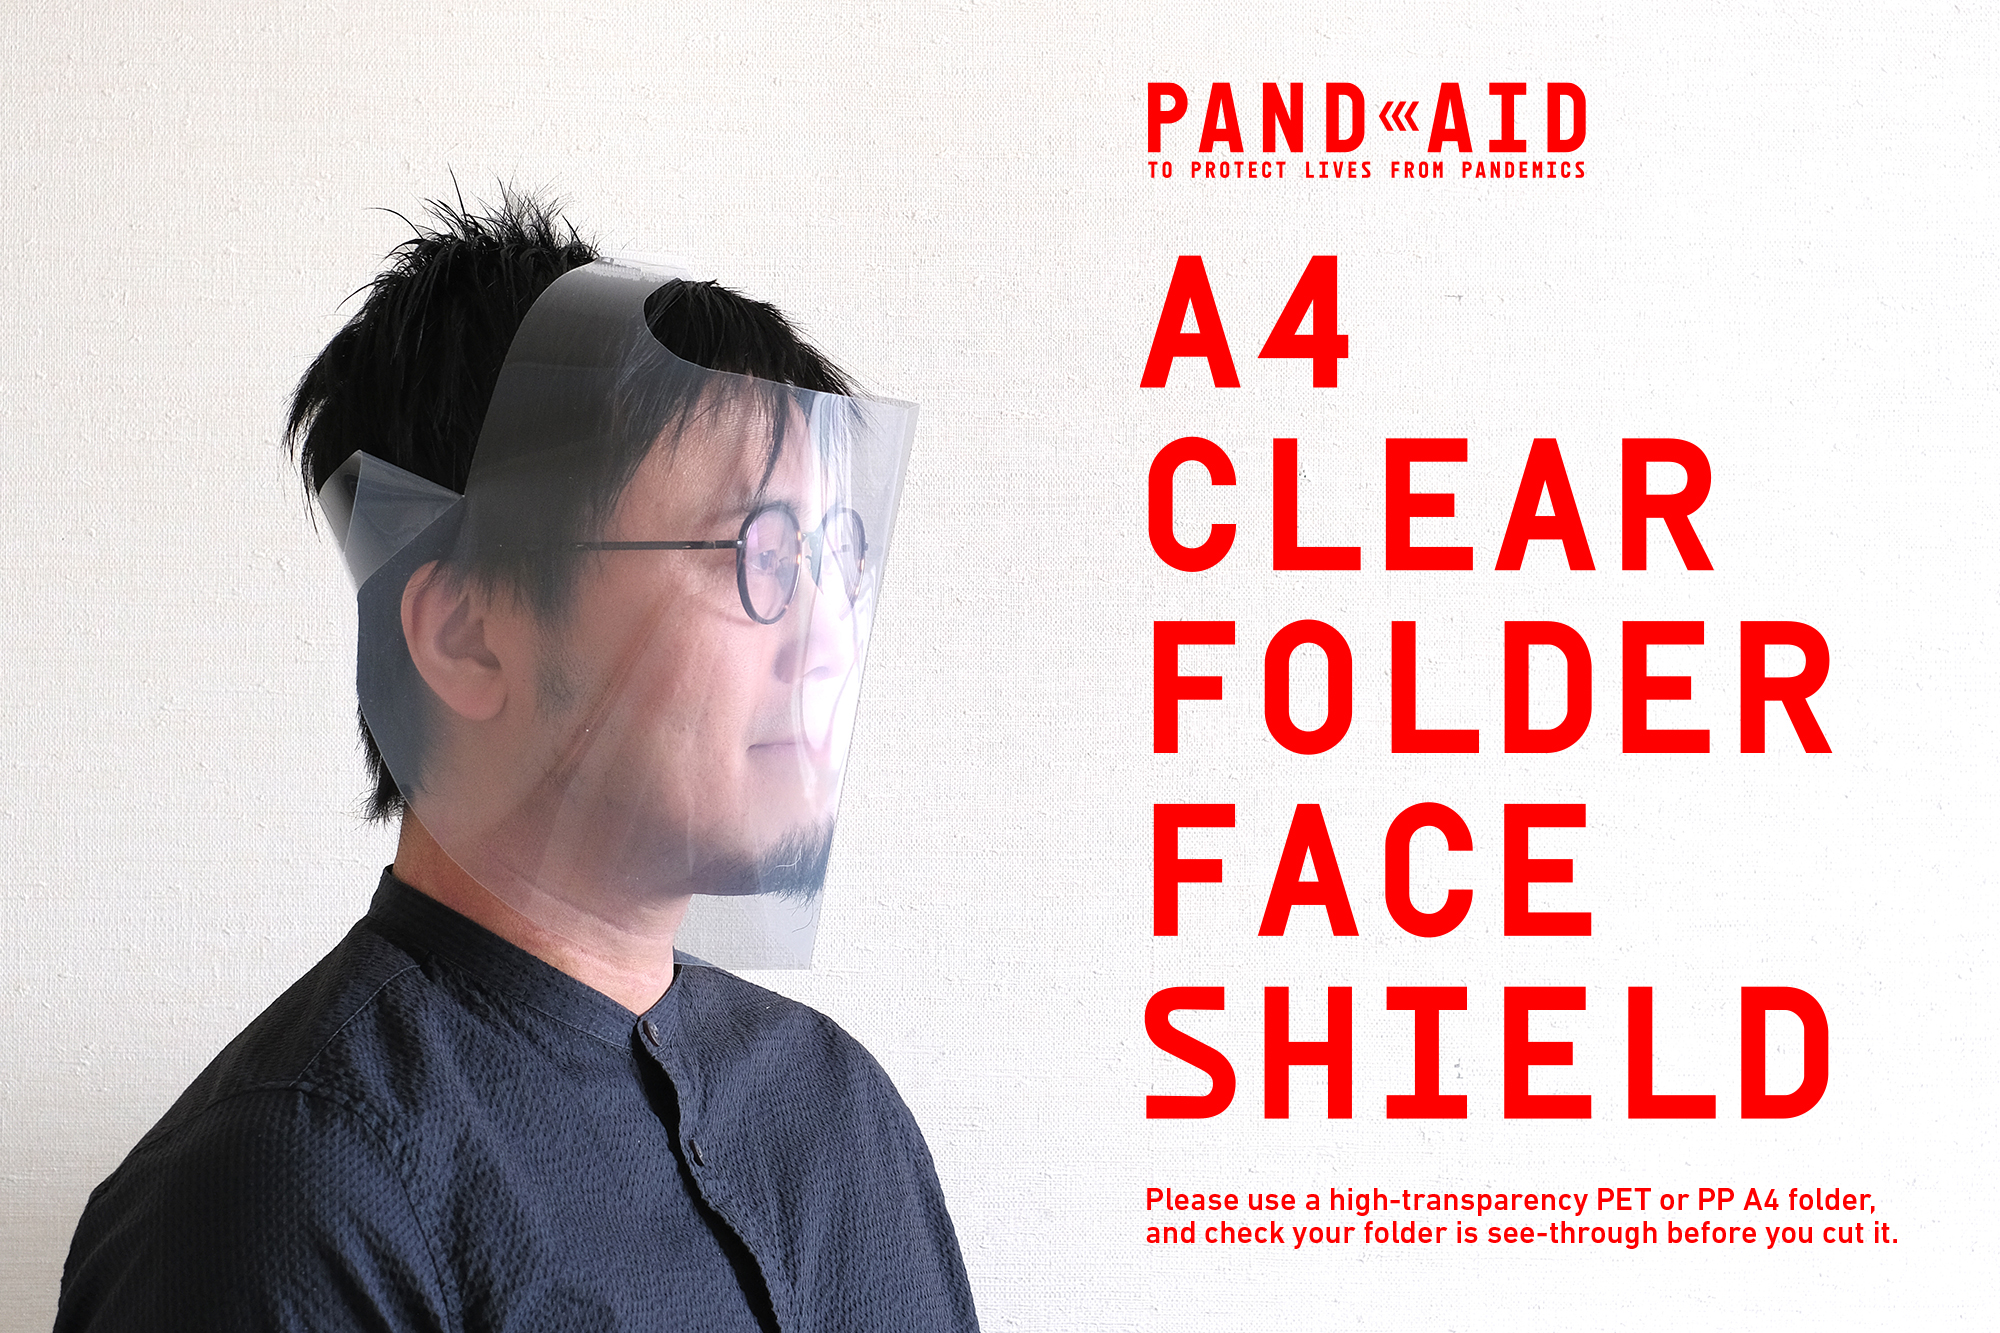 PAND<<<AID
TO PROTECT LIVES FROM PANDEMICS
A4
CLEAR
FOLDER
FACE
SHIELD
Please use a high-transparency PET or PP A4 folder,
and check your folder is see-through before you cut it.